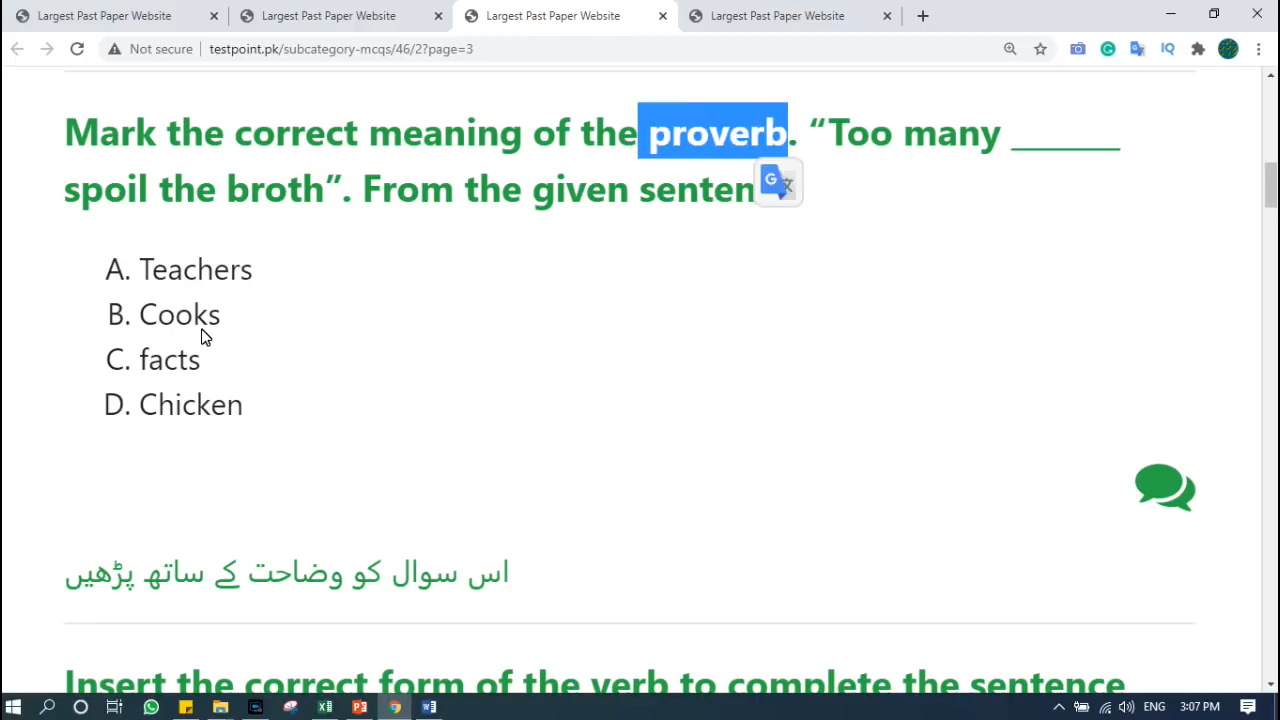 Largest Past Paper Website
Largest Past Paper Website
Largest Past Paper Website
Largest Past Paper Website
Not secure | testpoint.pk/subcategory-mcqs/46/2?page=3
IQ
Mark the correct meaning of the proverb. “Too many ______
spoil the broth”. From the given senten
A. Teachers
B. Cooks
C. facts
D. Chicken
اس سوال کو وضاحت کے ساتھ پڑھیں
Insert the correct form of the verb to complete the sentence
ENG 3:07 PM